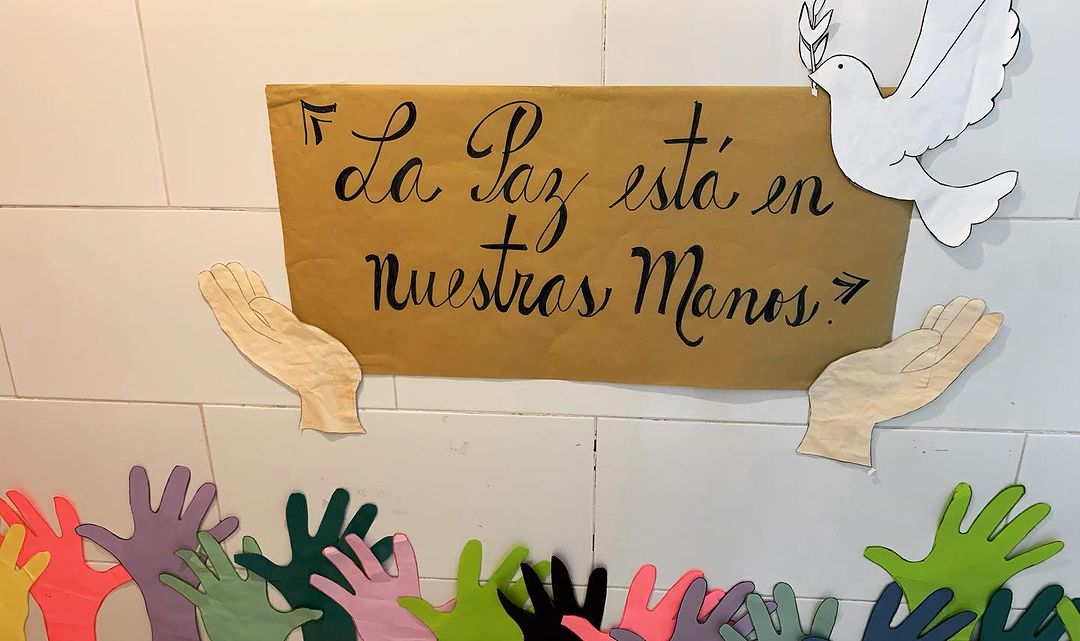 "La Paz está en
nuestras Manos."